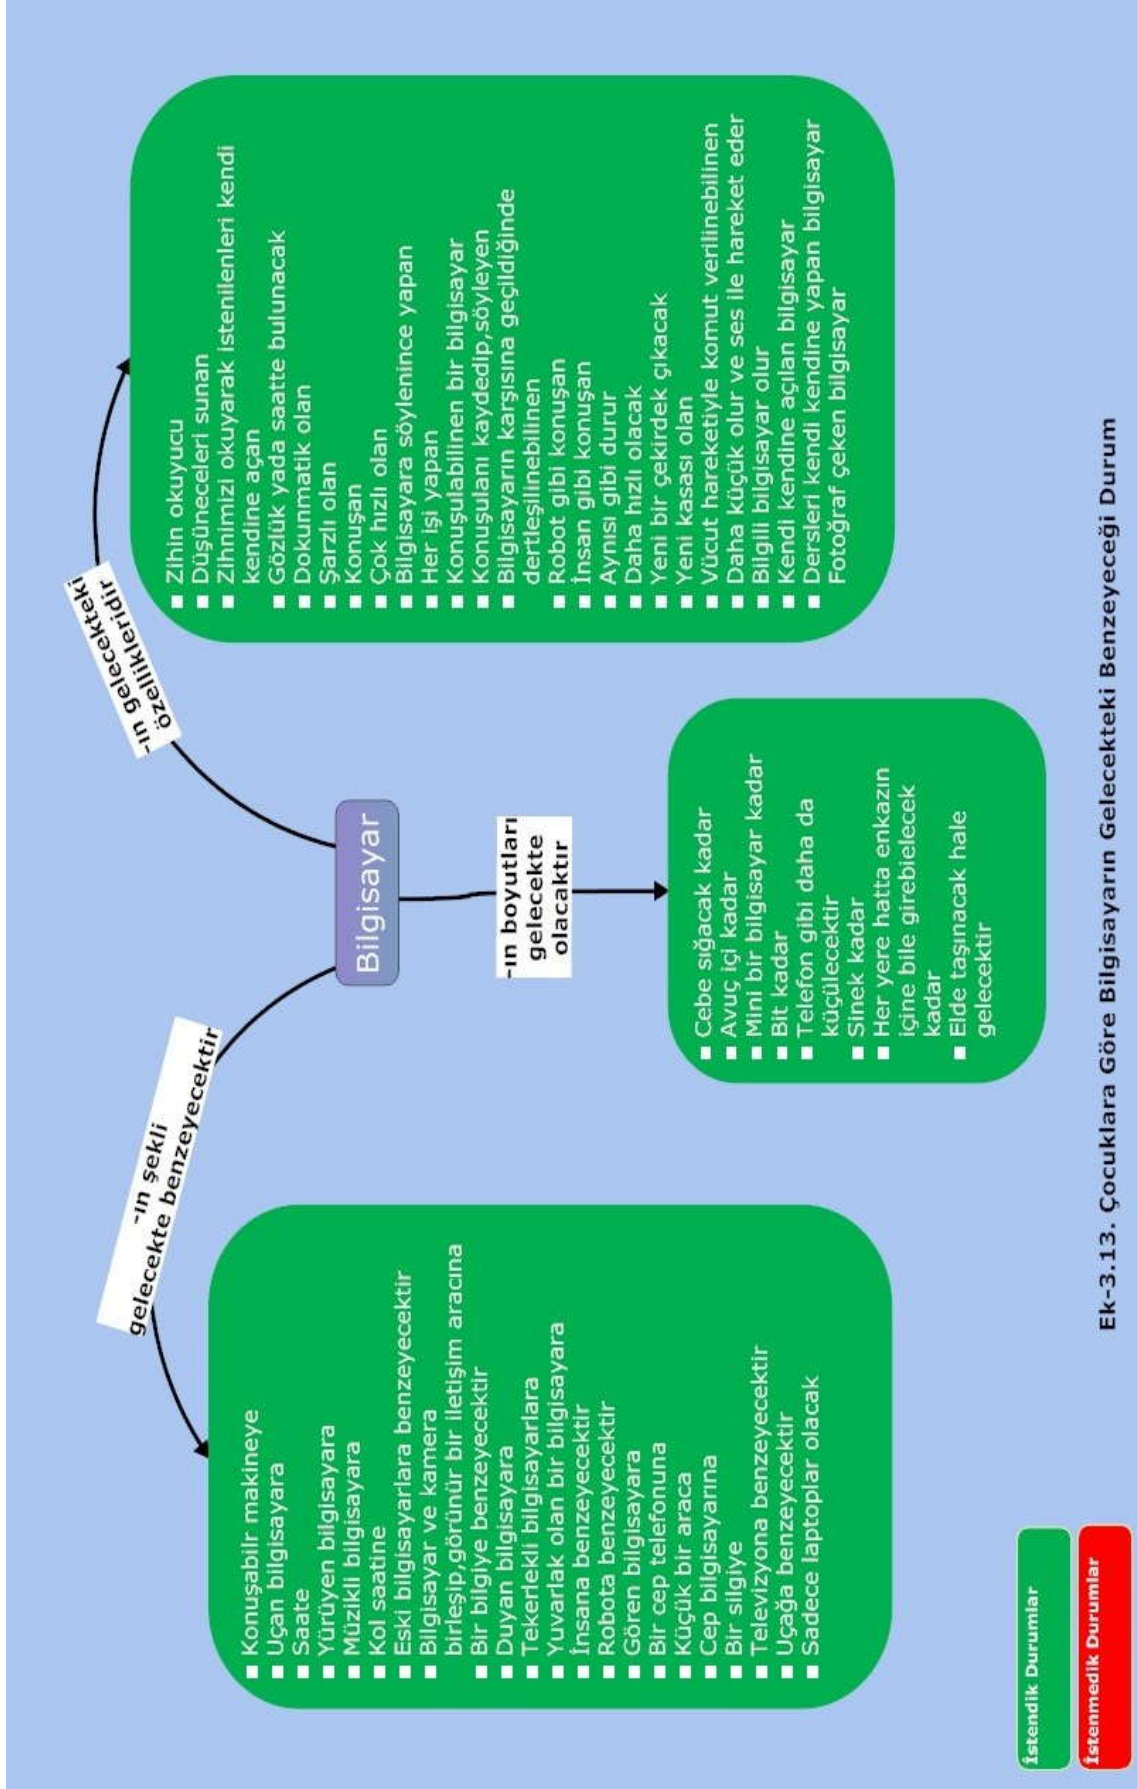 -ın şekli
gelecekte benzeyecektir
Bilgisayar
-ın gelecekteki
özellikleridir
-ın boyutları
gelecekte
olacaktır
▪ Konuşabilr makineye
▪ Uçan bilgisayara
▪ Saate
▪ Yürüyen bilgisayara
▪ Müzikli bilgisayara
▪ Kol saatine
▪ Eski bilgisayarlara benzeyecektir
▪ Bilgisayar ve kamera
birleşip,görünür bir iletişim aracına
▪ Bir bilgiye benzeyecektir
▪ Duyan bilgisayara
▪ Tekerlekli bilgisayarlara
▪ Yuvarlak olan bir bilgisayara
▪ İnsana benzeyecektir
▪ Robota benzeyecektir
▪ Gören bilgisayara
▪ Bir cep telefonuna
▪ Küçük bir araca
▪ Cep bilgisayarına
▪ Bir silgiye
▪ Televizyona benzeyecektir
▪ Uçağa benzeyecektir
▪ Sadece laptoplar olacak
▪ Cebe sığacak kadar
▪ Avuç içi kadar
▪ Mini bir bilgisayar kadar
▪ Bit kadar
▪ Telefon gibi daha da
küçülecektir
▪ Sinek kadar
▪ Her yere hatta enkazın
içine bile girebielecek
kadar
▪ Elde taşınacak hale
gelecektir
▪ Zihin okuyucu
▪ Düşüneceleri sunan
▪ Zihnimizi okuyarak istenilenleri kendi
kendine açan
▪ Gözlük yada saatte bulunacak
▪ Dokunmatik olan
▪ Şarzlı olan
▪ Konuşan
▪ Çok hızlı olan
▪ Bilgisayara söylenince yapan
▪ Her işi yapan
▪ Konuşulabilinen bir bilgisayar
▪ Konuşulanı kaydedip,söyleyen
▪ Bilgisayarın karşısına geçildiğinde
dertleşilinebilinen
▪ Robot gibi konuşan
▪ İnsan gibi konuşan
▪ Aynısı gibi durur
▪ Daha hızlı olacak
▪ Yeni bir çekirdek çıkacak
▪ Yeni kasası olan
▪ Vücut hareketiyle komut verilinebilinen
▪ Daha küçük olur ve ses ile hareket eder
▪ Bilgili bilgisayar olur
▪ Kendi kendine açılan bilgisayar
▪ Dersleri kendi kendine yapan bilgisayar
Fotoğraf çeken bilgisayar
İstendik Durumlar
İstenmedik Durumlar
Ek-3.13. Çocuklara Göre Bilgisayarın Gelecekteki Benzeyeceği Durum